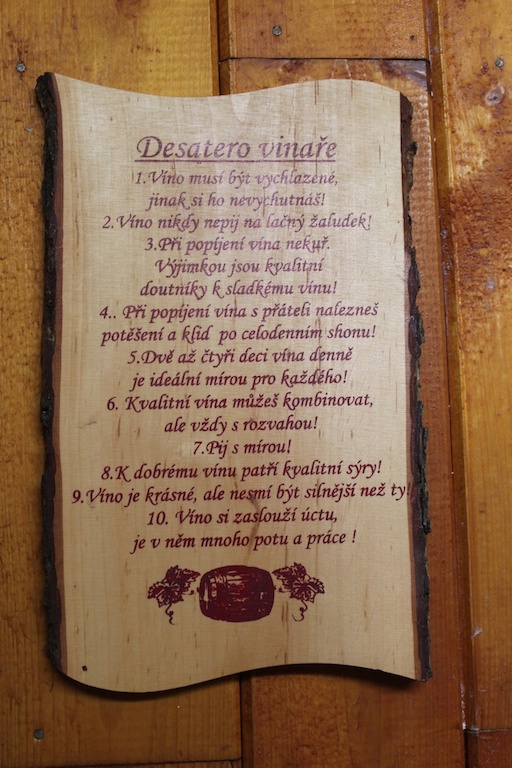 Desatero vinaře
1.Víno musí být vychlazené,
jinak si ho nevychutnáš!
2.Víno nikdy nepij na lačný žaludek!
3.Při popíjení vína nekuř.
Výjimkou jsou kvalitní
doutníky k sladkému vínu!
4.. Při popíjení vína s přáteli nalezneš
potěšení a klid po celodenním shonu!
5.Dvě až čtyři deci vína denně
je ideální mírou pro každého!
6. Kvalitní vína můžeš kombinovat,
ale vždy s rozvahou!
7.Pij s mírou!
8.K dobrému vínu patří kvalitní sýry!
9.Víno je krásné, ale nesmí být silnější než ty!
10. Víno si zaslouží úctu,
je v něm mnoho potu a práce !